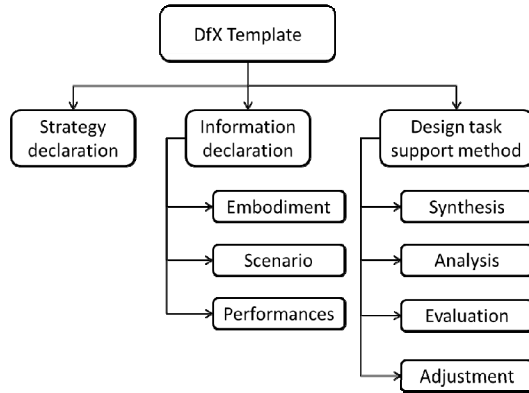 DfX Template
Strategy
declaration
Information
declaration
Embodiment
Scenario
Performances
Design task
support method
Synthesis
Analysis
Evaluation
Adjustment